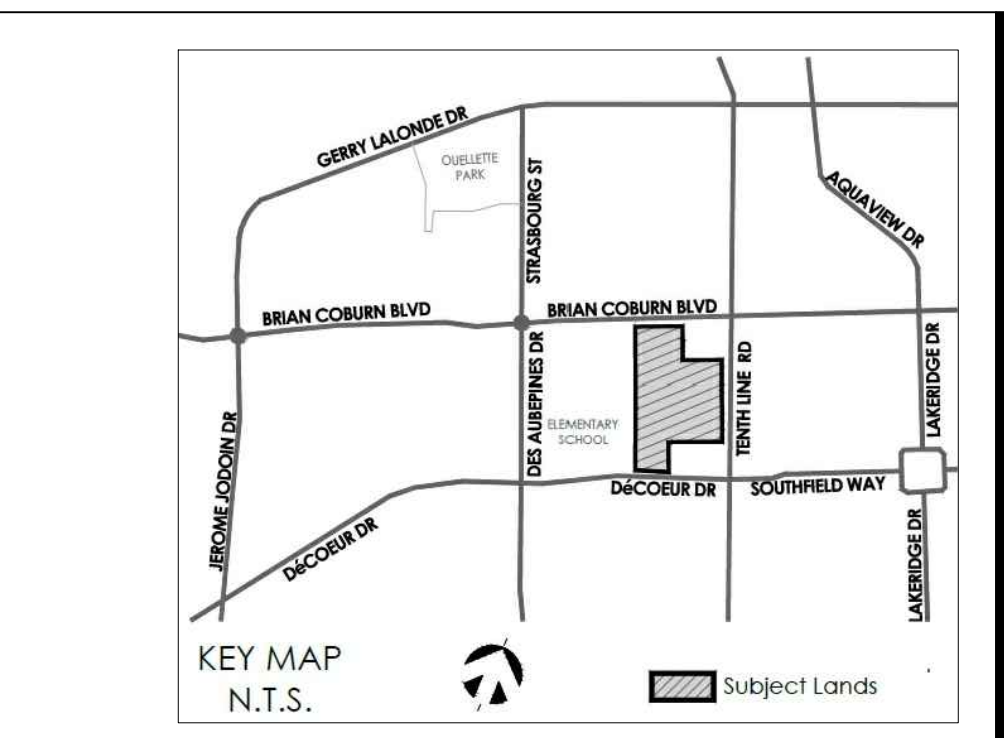 GERRY LALONDE DR
OUELLETTE
PARK
STRASBOURG ST
AQUAVIEW DR
BRIAN COBURN BLVD
BRIAN COBURN BLVD
LAKERIDGE DR
TENTH LINE RD
DES AUBEPINES DR
ELEMENTARY
SCHOOL
JEROME JODOIN DR
DéCOEUR DR
SOUTHFIELD WAY
DéCOEUR DR
LAKERIDGE DR
KEY MAP
N.T.S.
Subject Lands